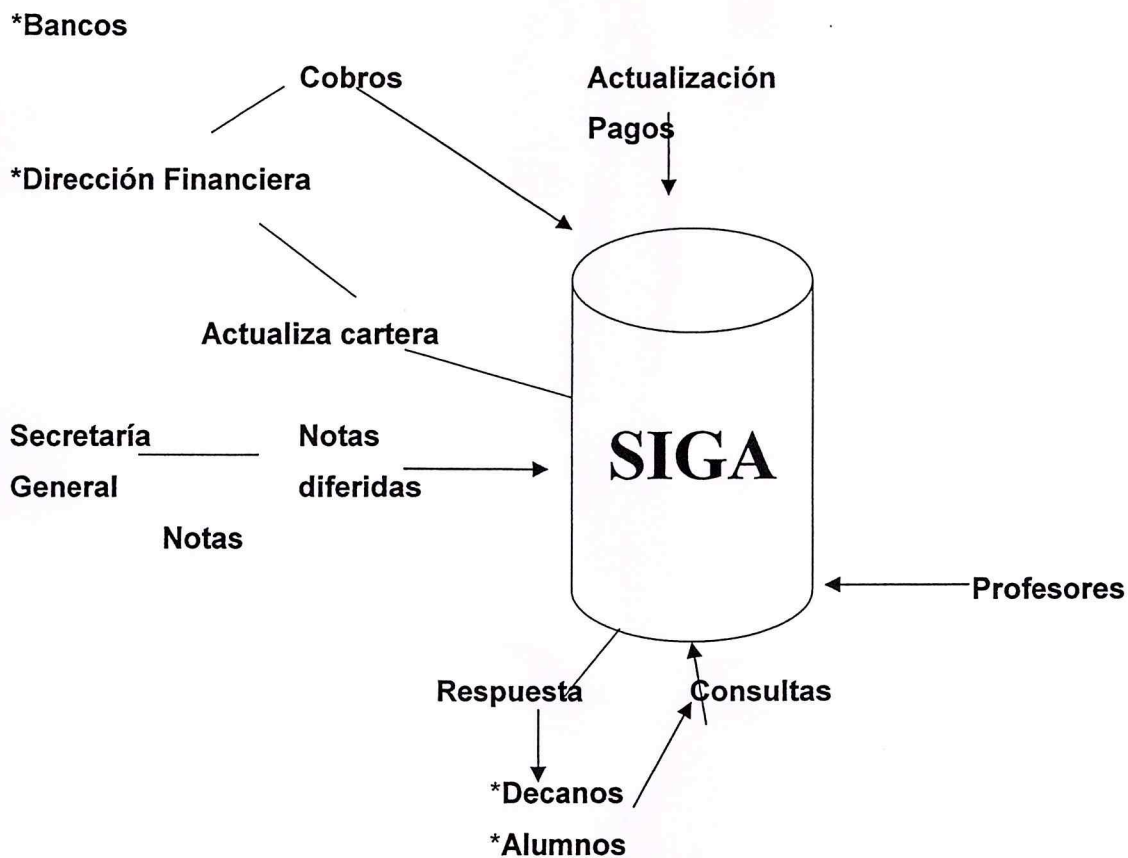 *Bancos
Cobros
Actualización
Pagos
*Dirección Financiera
Actualiza cartera
Secretaría
General
Notas
diferidas
Notas
SIGA
Profesores
Respuesta
Consultas
*Decanos
*Alumnos